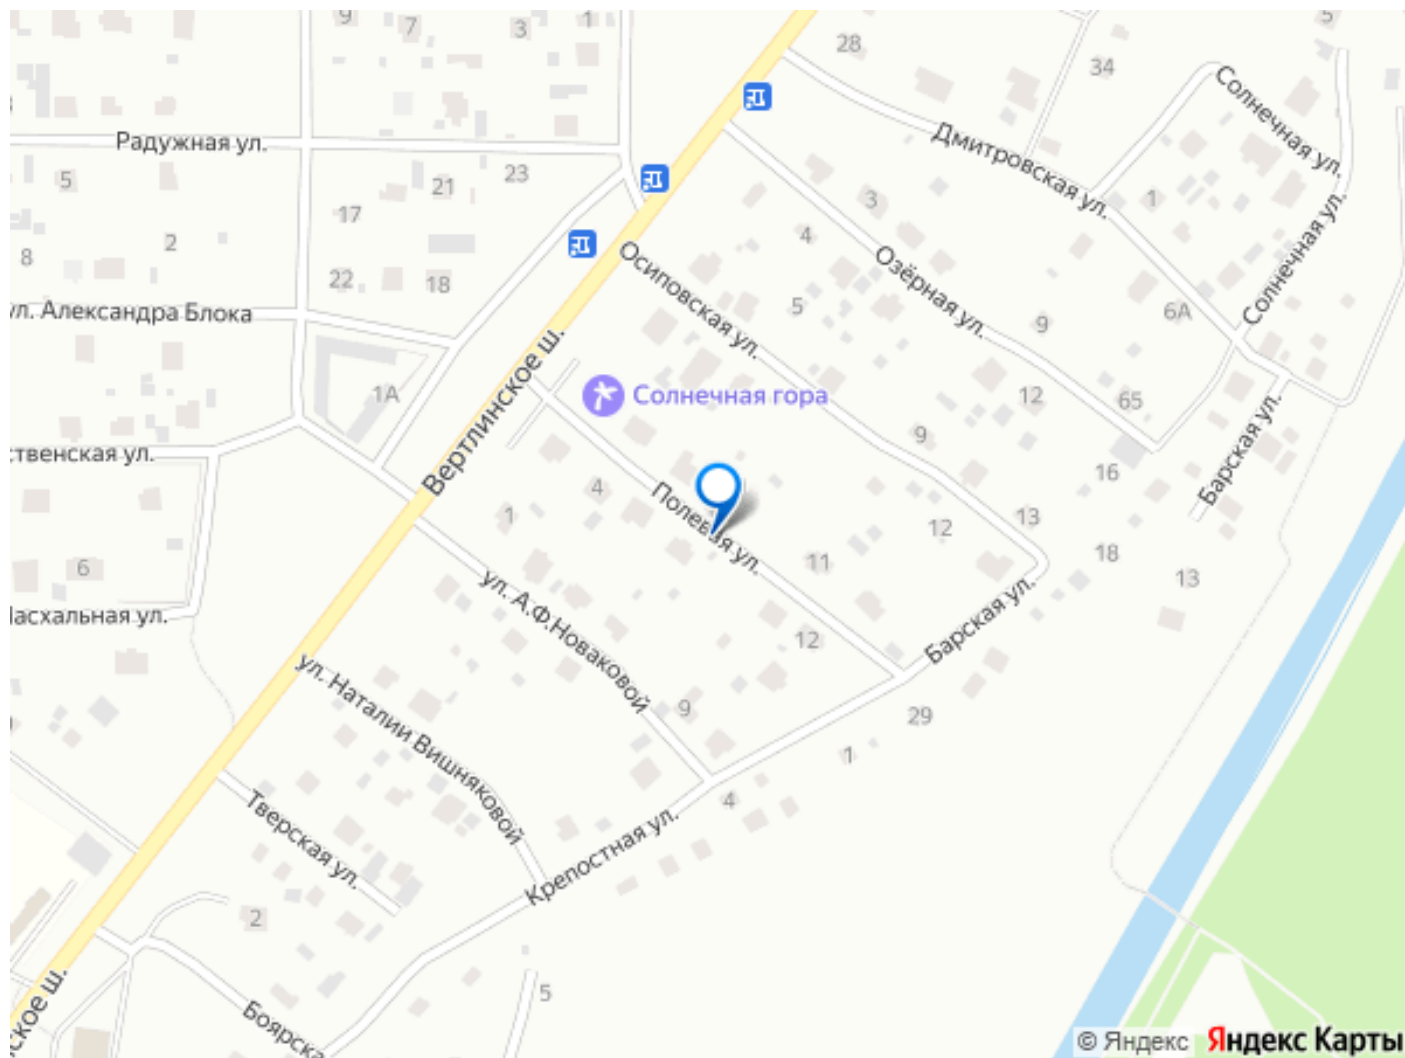 9
7
3
1
28
34
5
Солнечная ул.
Радужная ул.
Дмитровская ул.
5
21
23
17
3
1
2
4
Солнечная ул.
8
Осиповская ул.
Озёрная ул.
22
18
5
6А
9
ул. Александра Блока
Вертлинское ш.
1А
Солнечная гора
12
65
Барская ул.
9
ственская ул.
16
4
Полевая ул.
1
12
13
11
18
13
6
ул. А.Ф.Новаковой
Барская ул.
асхальная ул.
12
ул. Наталии Вишняковой
9
29
1
4
Тверская ул.
Крепостная ул.
2
5
Боярска
ское ш.
© Яндекс Яндекс Карты